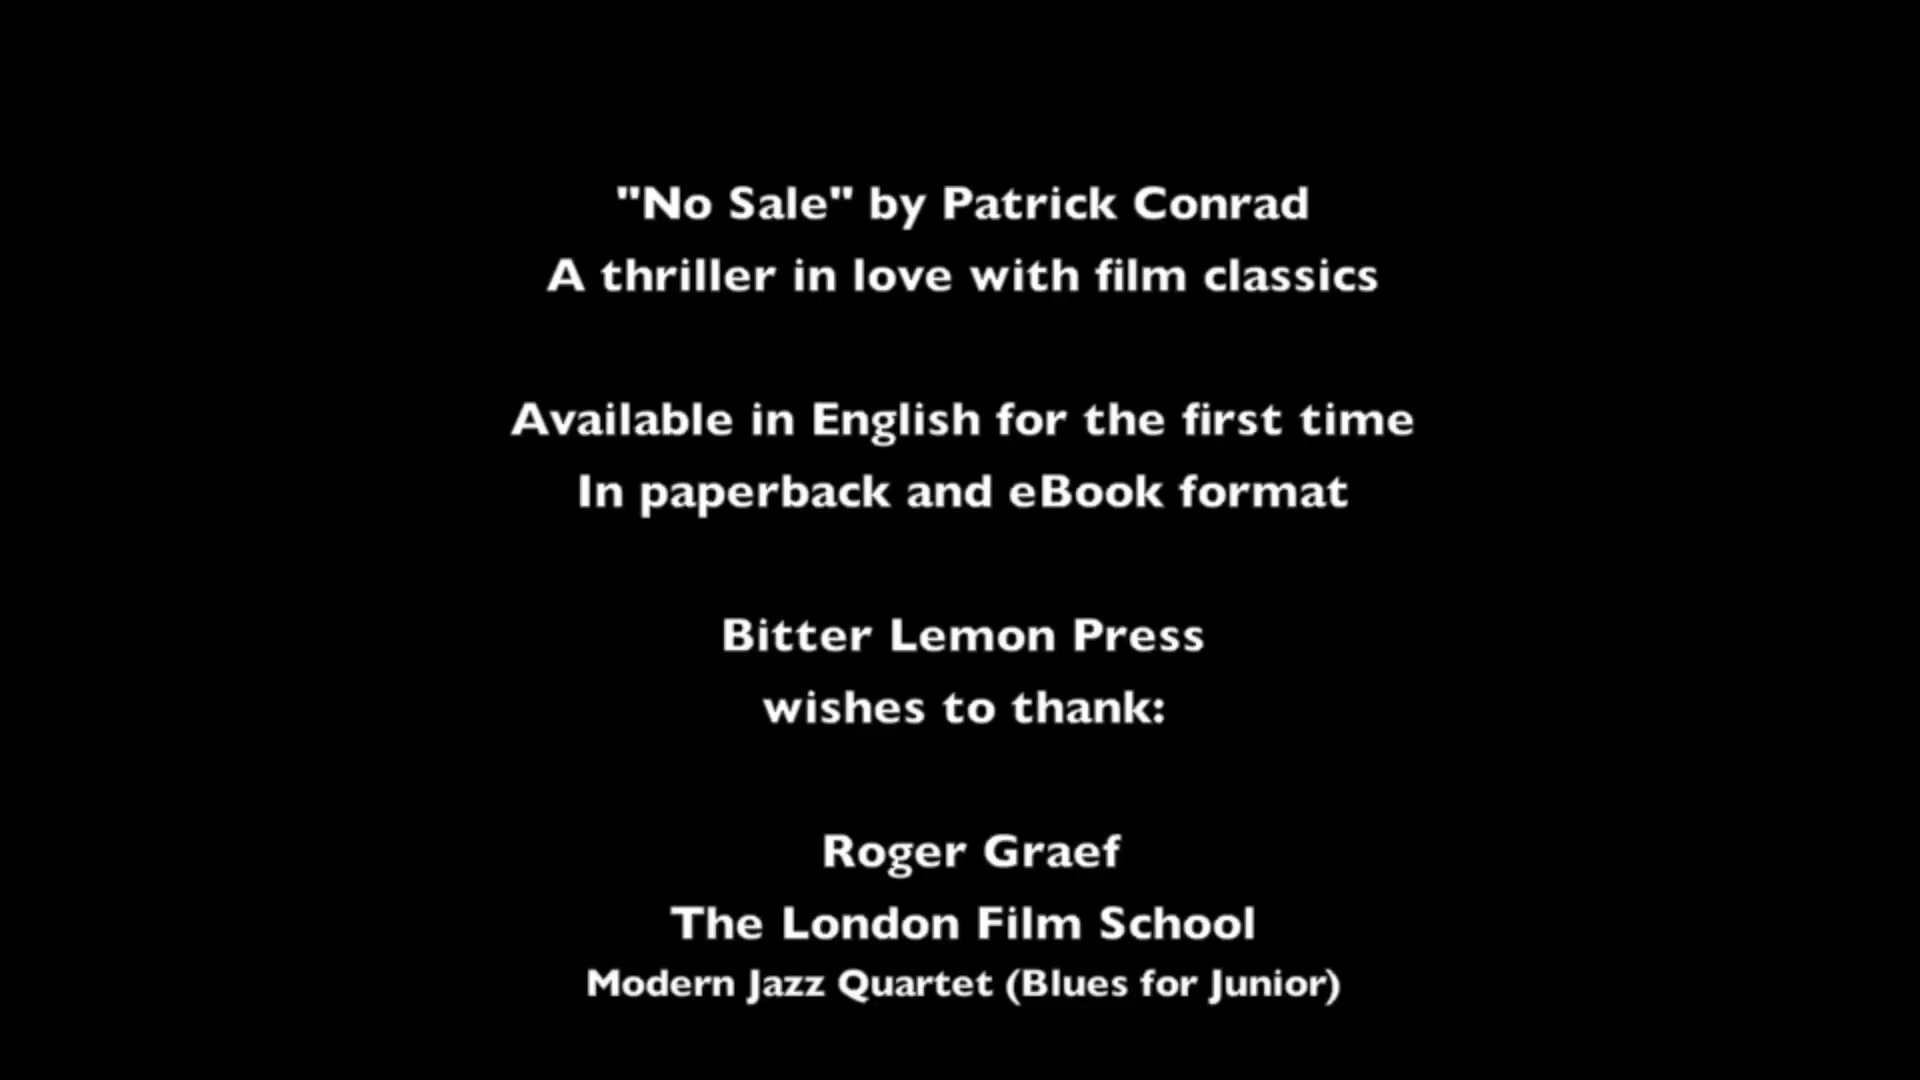 "No Sale" by Patrick Conrad
A thriller in love with film classics
Available in English for the first time
In paperback and eBook format
Bitter Lemon Press
wishes to thank:
Roger Graef
The London Film School
Modern Jazz Quartet (Blues for Junior)